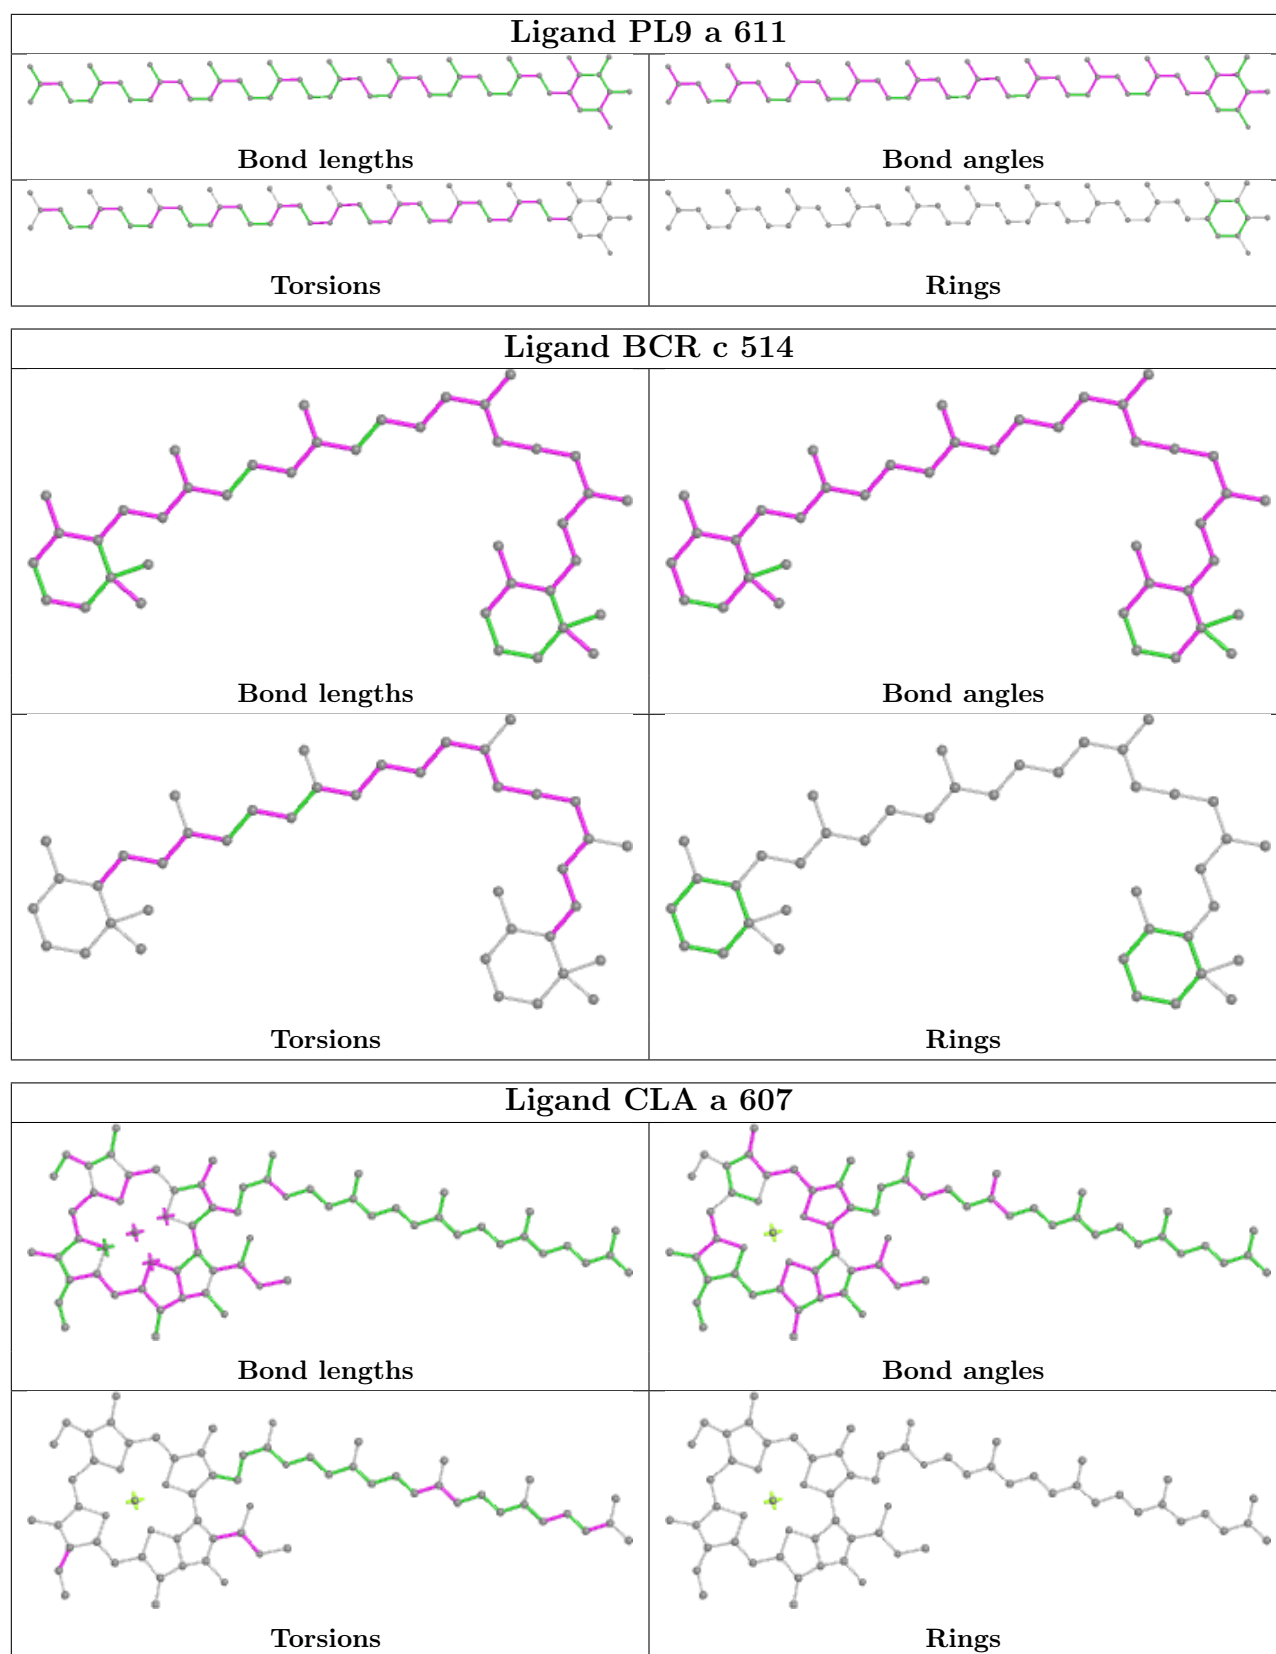 Ligand PL9 a 611
Bond lengths
Bond angles
Torsions
Rings
Ligand BCR c 514
Bond lengths
Bond angles
Torsions
Rings
Ligand CLA a 607
Bond lengths
Bond angles
Torsions
Rings